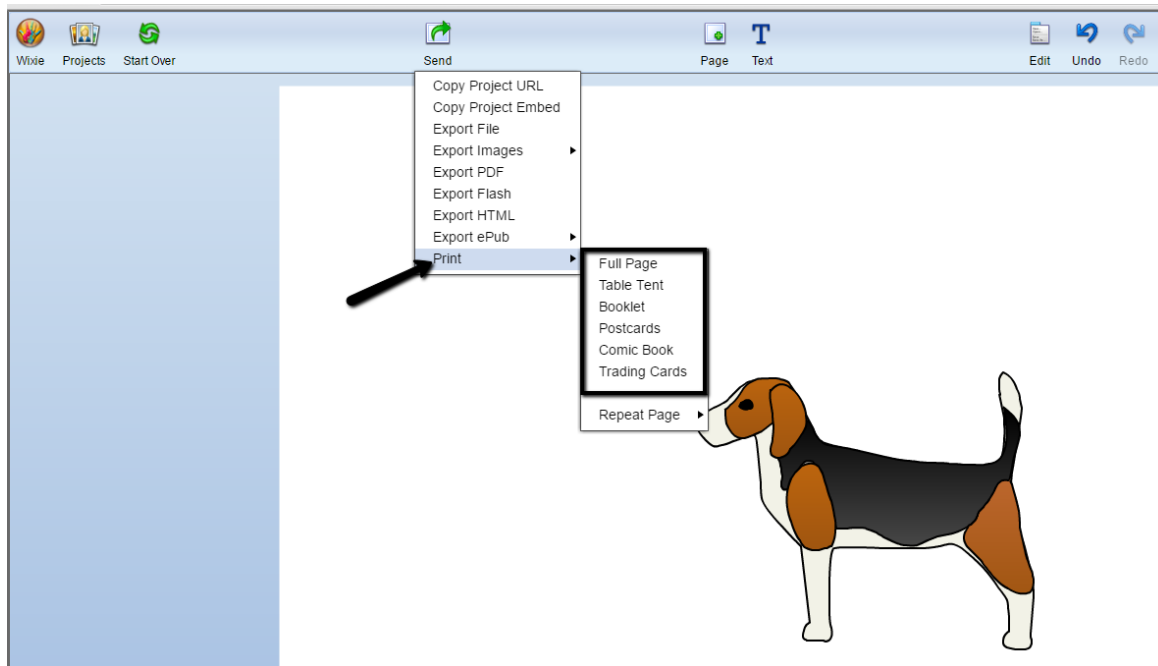 Wixie Projects Start Over Send Page Text Edit Undo Redo
Copy Project URL
Copy Project Embed
Export File
Export Images
Export PDF
Export Flash
Export HTML
Export ePub
Print
Full Page
Table Tent
Booklet
Postcards
Comic Book
Trading Cards
Repeat Page